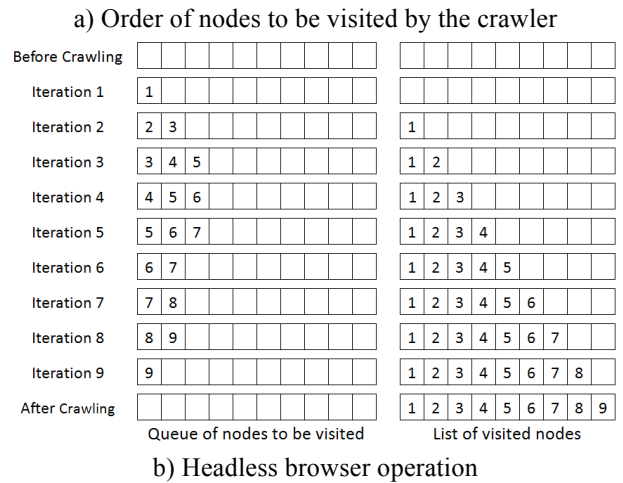 a) Order of nodes to be visited by the crawler
Before Crawling
Iteration 1 1
Iteration 2 2 3 1
Iteration 3 3 4 5 1 2
Iteration 4 4 5 6 1 2 3
Iteration 5 5 6 7 1 2 3 4
Iteration 6 6 7 1 2 3 4 5
Iteration 7 7 8 1 2 3 4 5 6
Iteration 8 8 9 1 2 3 4 5 6 7
Iteration 9 9 1 2 3 4 5 6 7 8
After Crawling 1 2 3 4 5 6 7 8 9
Queue of nodes to be visited List of visited nodes
b) Headless browser operation